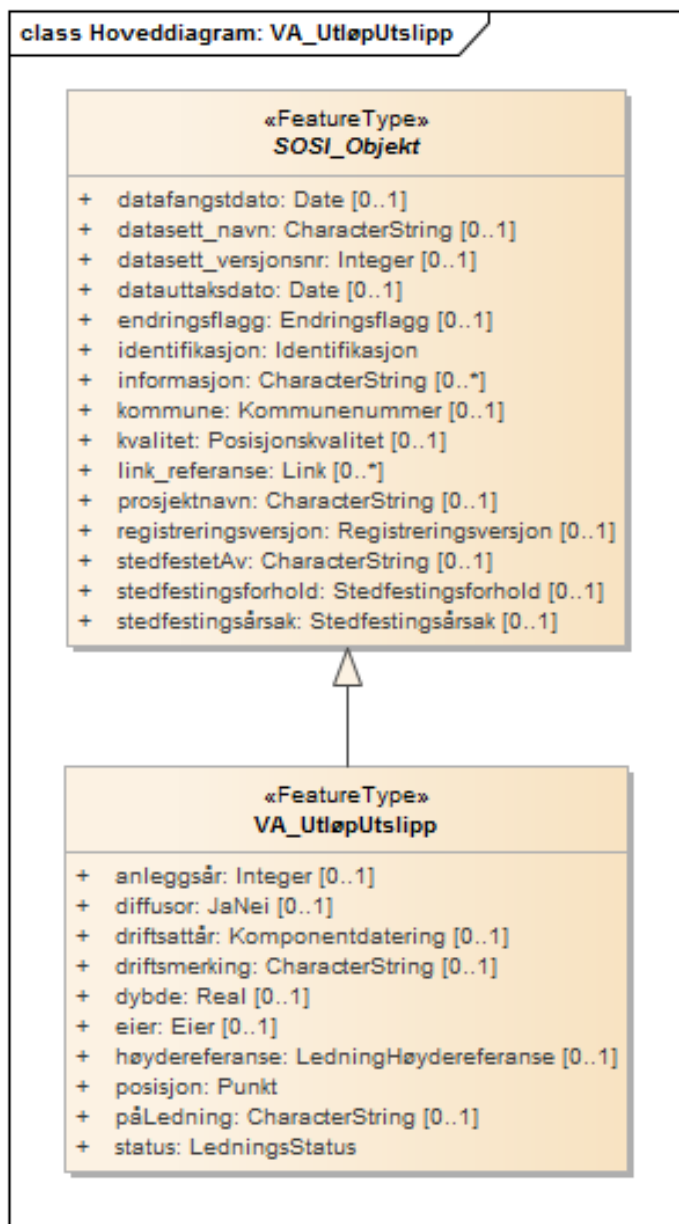 class Hoveddiagram: VA_UtløpUtslipp
«FeatureType»
SOSI_Objekt
+ datafangstdato: Date [0..1]
+ datasett_navn: CharacterString [0..1]
+ datasett_versjonsnr: Integer [0..1]
+ datauttaksdato: Date [0..1]
+ endringsflagg: Endringsflagg [0..1]
+ identifikasjon: Identifikasjon
+ informasjon: CharacterString [0..*]
+ kommune: Kommunenummer [0..1]
+ kvalitet: Posisjonskvalitet [0..1]
+ link_referanse: Link [0..*]
+ prosjektnavn: CharacterString [0..1]
+ registreringsversjon: Registreringsversjon [0..1]
+ stedfestetAv: CharacterString [0..1]
+ stedfestingsforhold: Stedfestingsforhold [0..1]
+ stedfestingsårsak: Stedfestingsårsak [0..1]
«FeatureType»
VA_UtløpUtslipp
+ anleggsår: Integer [0..1]
+ diffusor: JaNei [0..1]
+ driftsattår: Komponentdatering [0..1]
+ driftsmerking: CharacterString [0..1]
+ dybde: Real [0..1]
+ eier: Eier [0..1]
+ høydereferanse: LedningHøydereferanse [0..1]
+ posisjon: Punkt
+ påLedning: CharacterString [0..1]
+ status: LedningsStatus